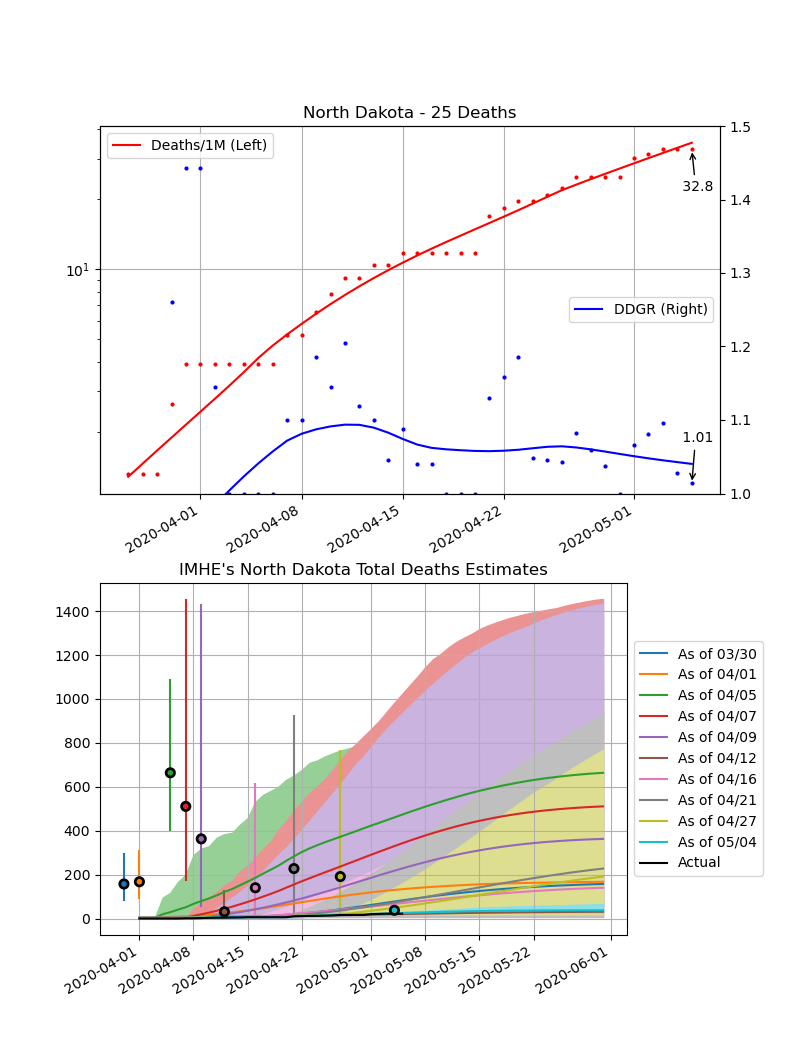 North Dakota - 25 Deaths
Deaths/1M (Left)
DDGR (Right)
32.8
1.01
10¹
1.5
1.4
1.3
1.2
1.1
1.0
2020-04-01
2020-04-08
2020-04-15
2020-04-22
2020-05-01
IMHE's North Dakota Total Deaths Estimates
1400
1200
1000
800
600
400
200
0
2020-04-01
2020-04-08
2020-04-15
2020-04-22
2020-05-01
2020-05-08
2020-05-15
2020-05-22
2020-06-01
As of 03/30
As of 04/01
As of 04/05
As of 04/07
As of 04/09
As of 04/12
As of 04/16
As of 04/21
As of 04/27
As of 05/04
Actual